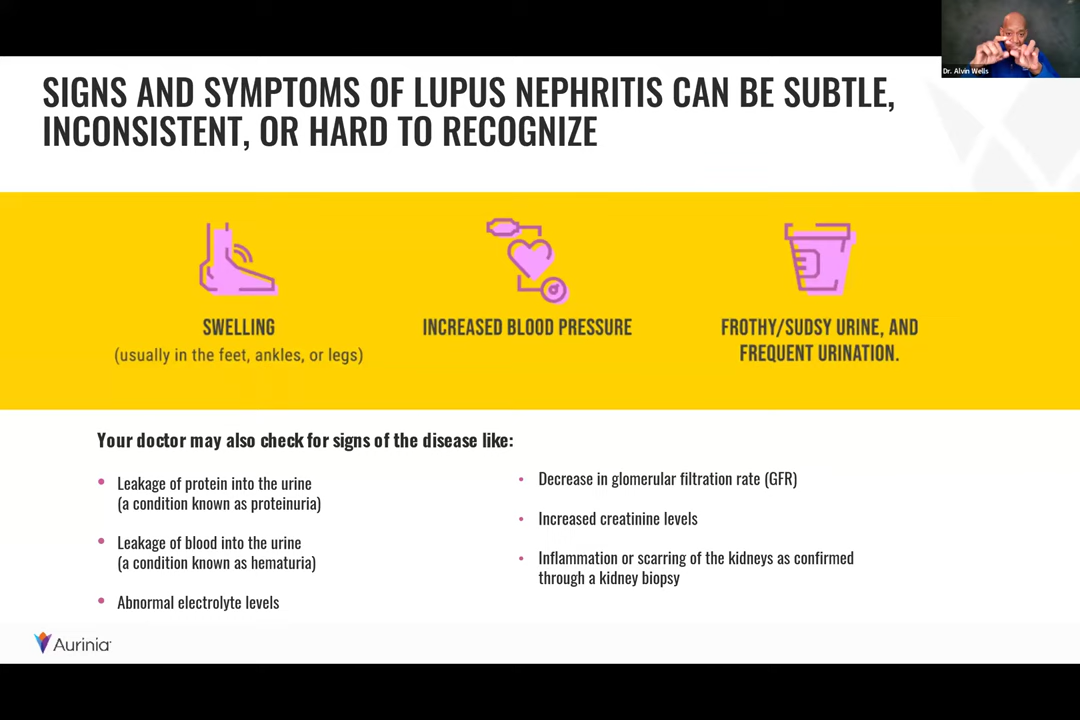 Dr. Alvin Wells
SIGNS AND SYMPTOMS OF LUPUS NEPHRITIS CAN BE SUBTLE,
INCONSISTENT, OR HARD TO RECOGNIZE
SWELLING
(usually in the feet, ankles, or legs)
INCREASED BLOOD PRESSURE
FROTHY/SUDSY URINE, AND
FREQUENT URINATION.
Your doctor may also check for signs of the disease like:
• Leakage of protein into the urine
(a condition known as proteinuria)
• Leakage of blood into the urine
(a condition known as hematuria)
• Abnormal electrolyte levels
• Decrease in glomerular filtration rate (GFR)
• Increased creatinine levels
• Inflammation or scarring of the kidneys as confirmed
through a kidney biopsy
Aurinia